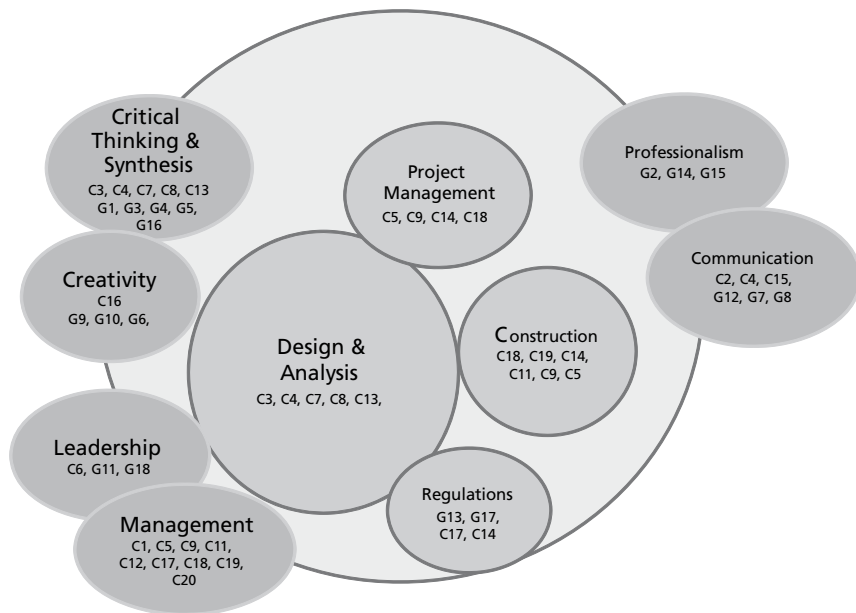 Critical
Thinking &
Synthesis
C3, C4, C7, C8, C13
G1, G3, G4, G5,
G16
Project
Management
C5, C9, C14, C18
Professionalism
G2, G14, G15
Creativity
C16
G9, G10, G6,
Communication
C2, C4, C15,
G12, G7, G8
Design &
Analysis
C3, C4, C7, C8, C13,
Construction
C18, C19, C14,
C11, C9, C5
Leadership
C6, G11, G18
Regulations
G13, G17,
C17, C14
Management
C1, C5, C9, C11,
C12, C17, C18, C19,
C20